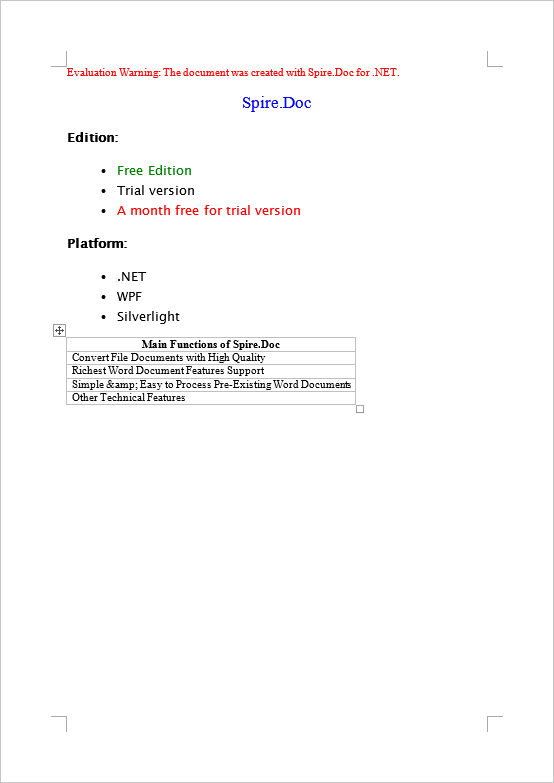 Evaluation Warning: The document was created with Spire.Doc for .NET.
Spire.Doc
Edition:
• Free Edition
• Trial version
• A month free for trial version
Platform:
• .NET
• WPF
• Silverlight
Main Functions of Spire.Doc
Convert File Documents with High Quality
Richest Word Document Features Support
Simple &amp; Easy to Process Pre-Existing Word Documents
Other Technical Features